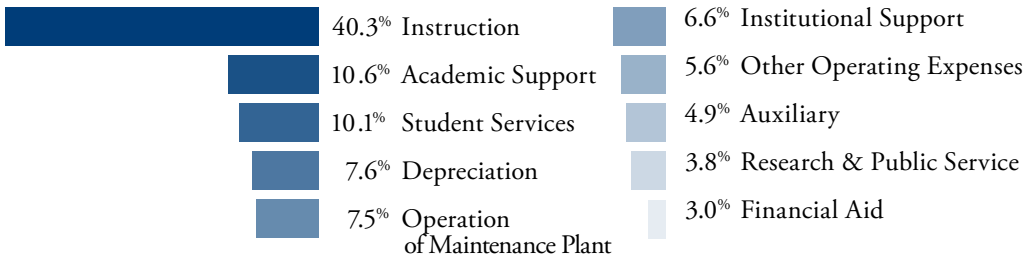 40.3% Instruction
10.6% Academic Support
10.1% Student Services
7.6% Depreciation
7.5% Operation
of Maintenance Plant
6.6% Institutional Support
5.6% Other Operating Expenses
4.9% Auxiliary
3.8% Research & Public Service
3.0% Financial Aid